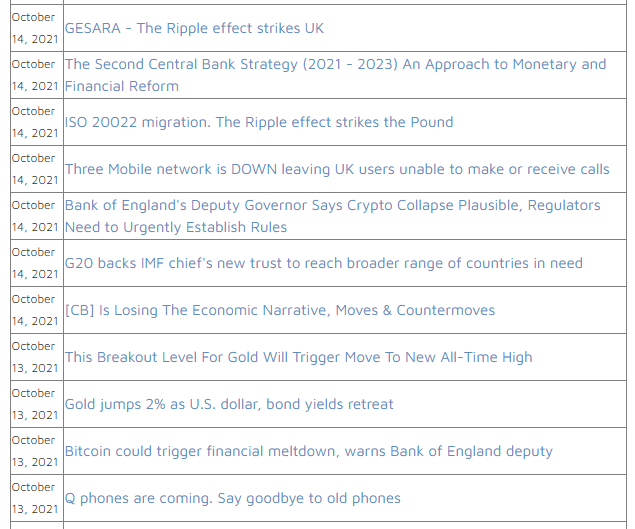 October 14, 2021 GESARA - The Ripple effect strikes UK
October 14, 2021 The Second Central Bank Strategy (2021 - 2023) An Approach to Monetary and
Financial Reform
October 14, 2021 ISO 20022 migration. The Ripple effect strikes the Pound
October 14, 2021 Three Mobile network is DOWN leaving UK users unable to make or receive calls
October 14, 2021 Bank of England's Deputy Governor Says Crypto Collapse Plausible, Regulators
Need to Urgently Establish Rules
October 14, 2021 G20 backs IMF chief's new trust to reach broader range of countries in need
October 14, 2021 [CB] Is Losing The Economic Narrative, Moves & Countermoves
October 13, 2021 This Breakout Level For Gold Will Trigger Move To New All-Time High
October 13, 2021 Gold jumps 2% as U.S. dollar, bond yields retreat
October 13, 2021 Bitcoin could trigger financial meltdown, warns Bank of England deputy
October 13, 2021 Q phones are coming. Say goodbye to old phones